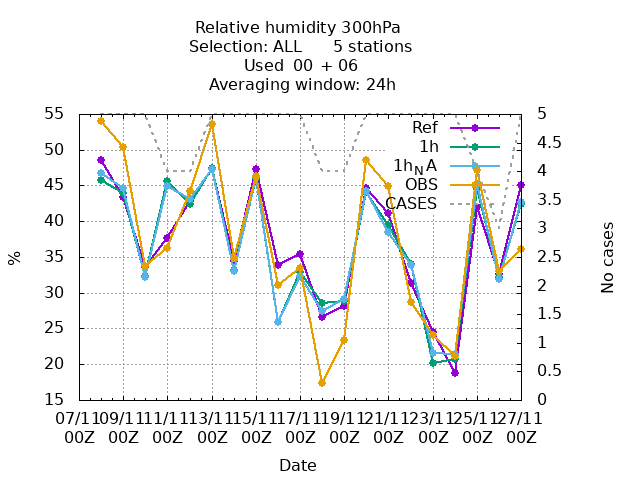 Relative humidity 300hPa
Selection: ALL 5 stations
Used 00 + 06
Averaging window: 24h
Ref
1h
1h_NA
OBS
CASES
%
55
50
45
40
35
30
25
20
15
No cases
5
4.5
4
3.5
3
2.5
2
1.5
1
0.5
0
07/11 09/11 11/11 13/11 15/11 17/11 19/11 21/11 23/11 25/11 27/11
00Z 00Z 00Z 00Z 00Z 00Z 00Z 00Z 00Z 00Z 00Z
Date